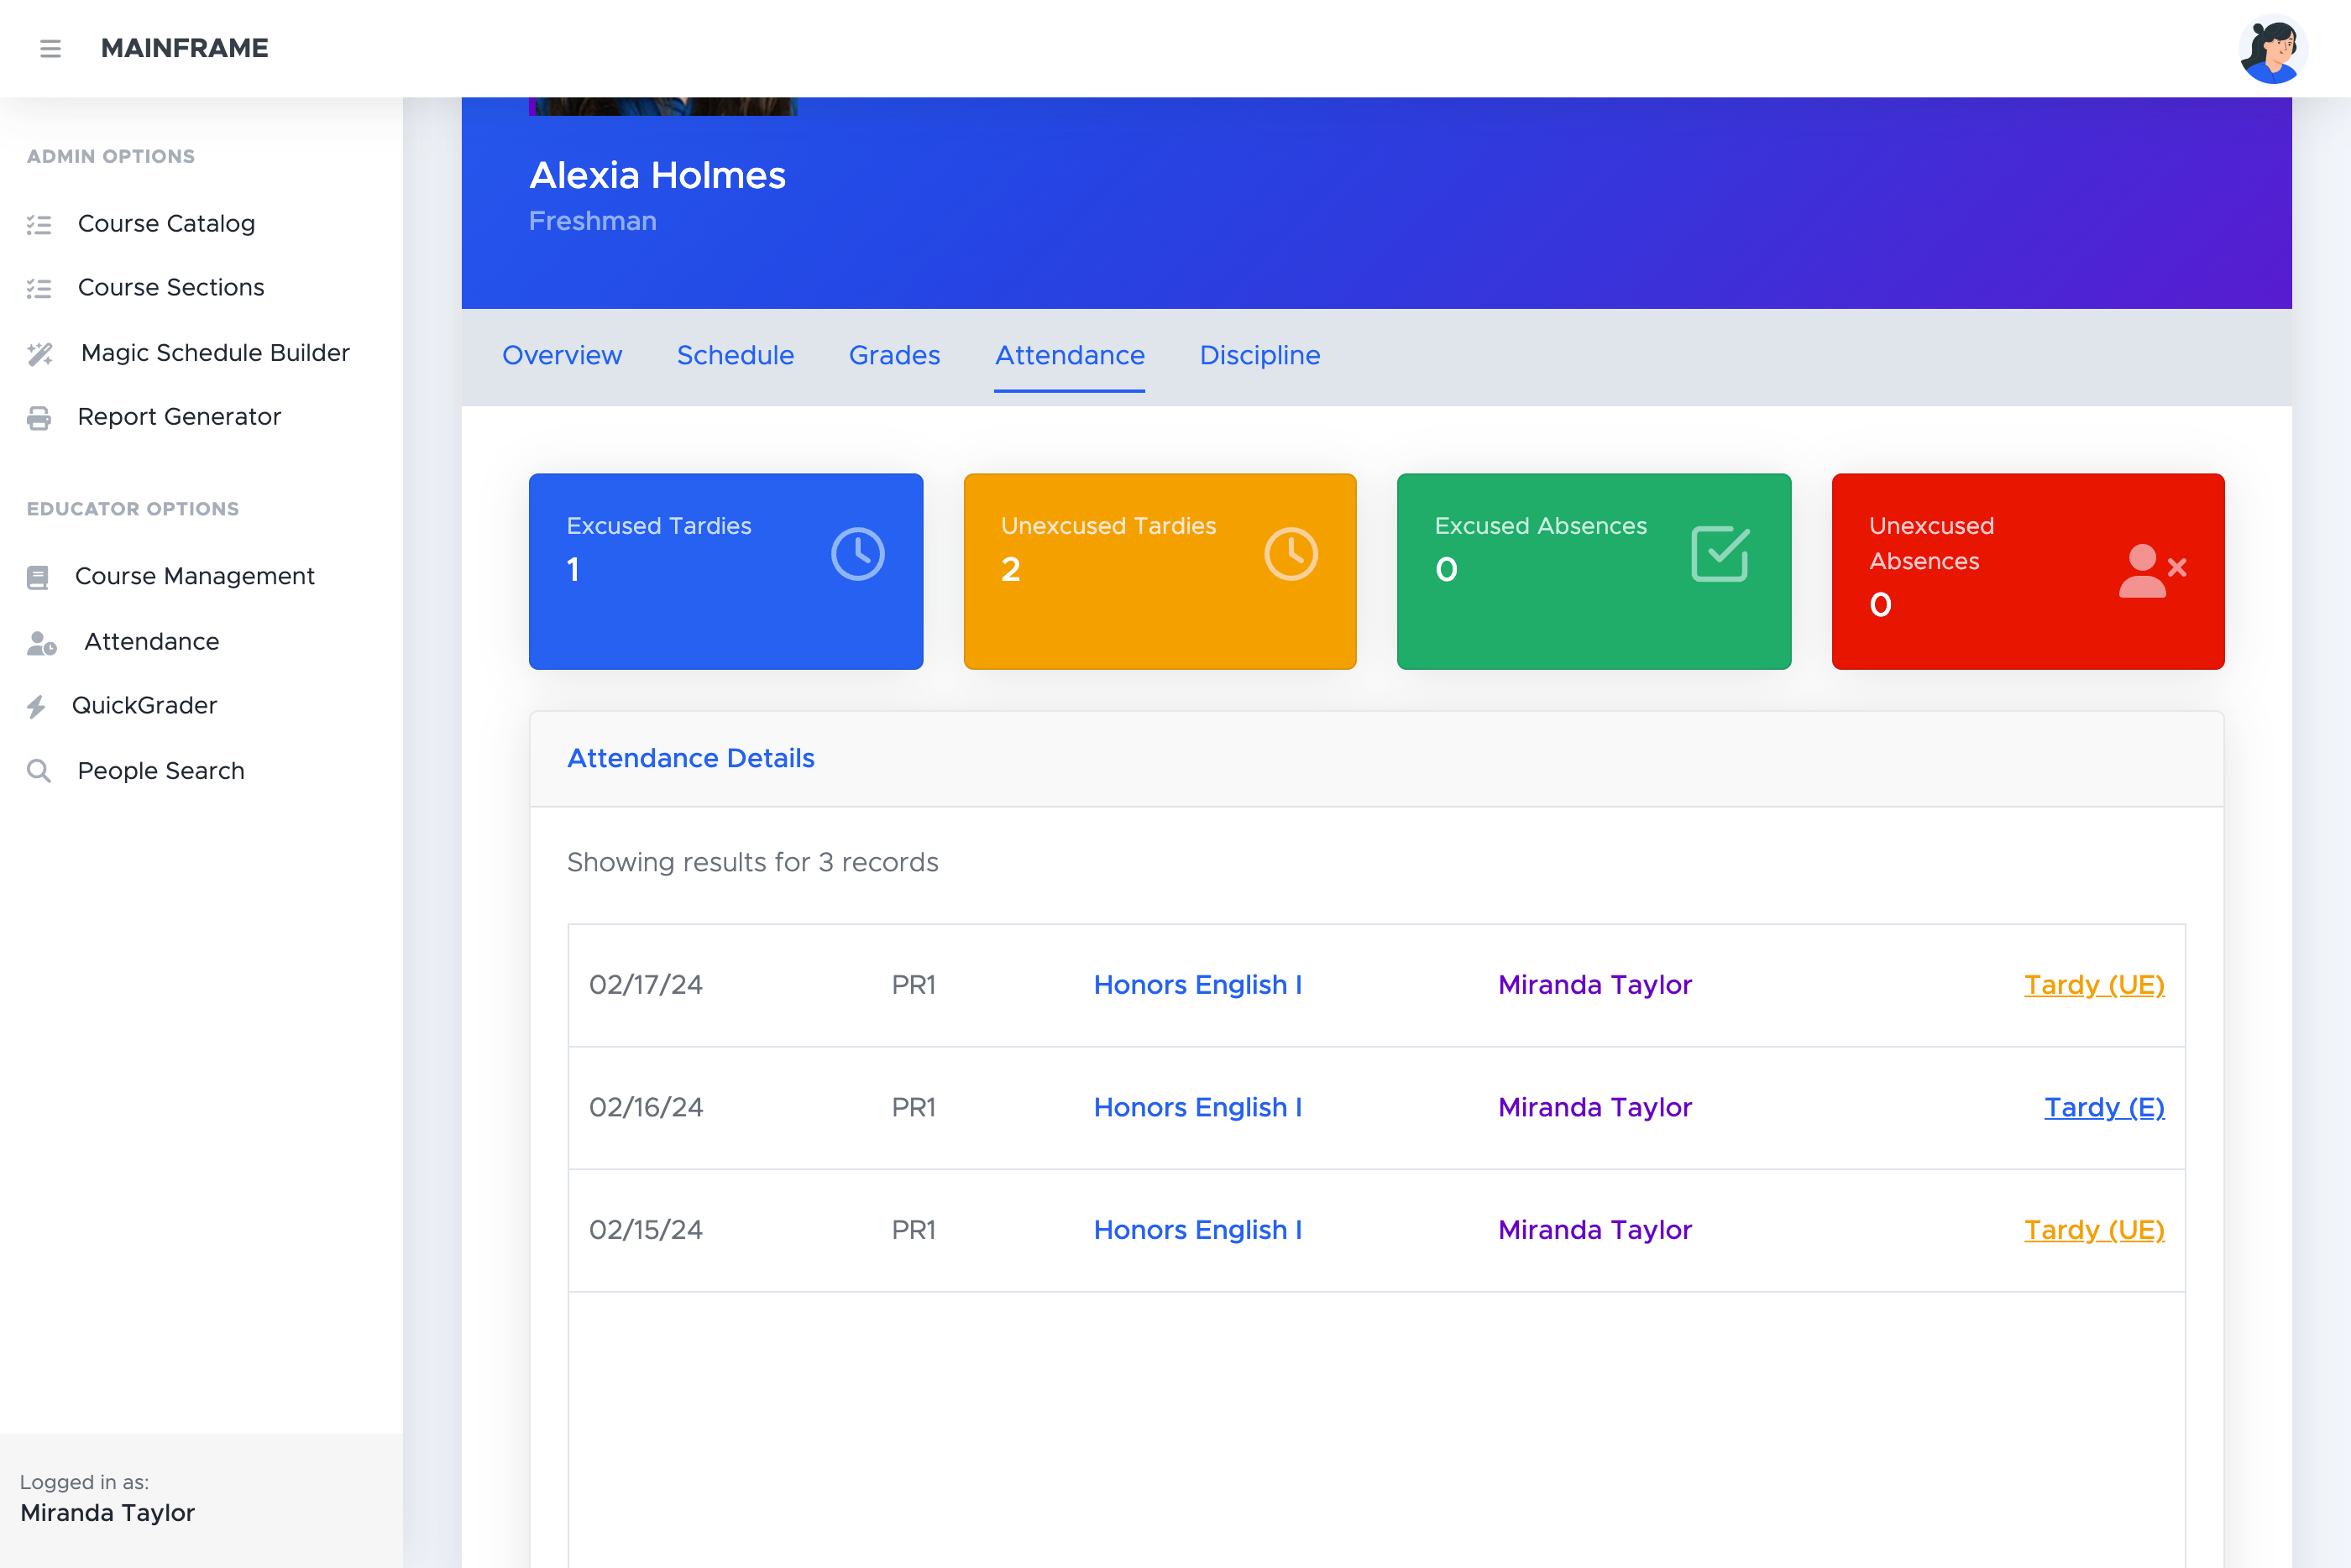 MAINFRAME
ADMIN OPTIONS
Course Catalog
Course Sections
Magic Schedule Builder
Report Generator
EDUCATOR OPTIONS
Course Management
Attendance
QuickGrader
People Search
Logged in as:
Miranda Taylor
Alexia Holmes
Freshman
Overview Schedule Grades Attendance Discipline
Excused Tardies
1
Unexcused Tardies
2
Excused Absences
0
Unexcused
Absences
0
Attendance Details
Showing results for 3 records
02/17/24 PR1 Honors English I Miranda Taylor Tardy (UE)
02/16/24 PR1 Honors English I Miranda Taylor Tardy (E)
02/15/24 PR1 Honors English I Miranda Taylor Tardy (UE)